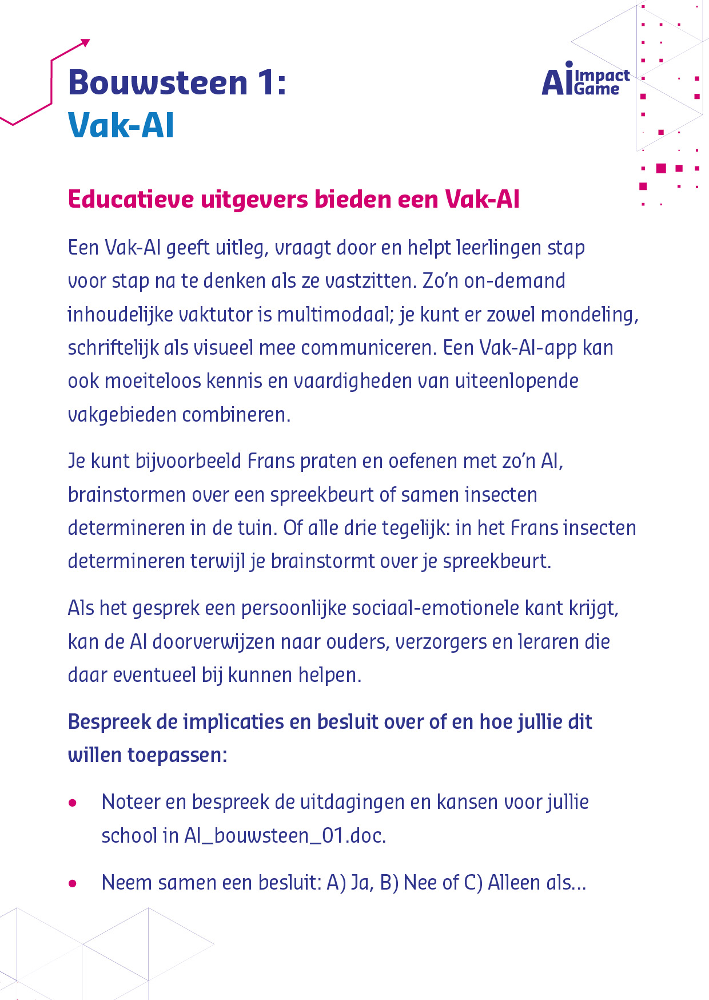 Bouwsteen 1:
Vak-AI
Ai Impact
Game
Educatieve uitgevers bieden een Vak-AI
Een Vak-AI geeft uitleg, vraagt door en helpt leerlingen stap
voor stap na te denken als ze vastzitten. Zo’n on-demand
inhoudelijke vaktutor is multimodaal; je kunt er zowel mondeling,
schriftelijk als visueel mee communiceren. Een Vak-AI-app kan
ook moeiteloos kennis en vaardigheden van uiteenlopende
vakgebieden combineren.
Je kunt bijvoorbeeld Frans praten en oefenen met zo’n AI,
brainstormen over een spreekbeurt of samen insecten
determineren in de tuin. Of alle drie tegelijk: in het Frans insecten
determineren terwijl je brainstormt over je spreekbeurt.
Als het gesprek een persoonlijke sociaal-emotionele kant krijgt,
kan de AI doorverwijzen naar ouders, verzorgers en leraren die
daar eventueel bij kunnen helpen.
Bespreek de implicaties en besluit over of en hoe jullie dit
willen toepassen:
• Noteer en bespreek de uitdagingen en kansen voor jullie
school in AI_bouwsteen_01.doc.
• Neem samen een besluit: A) Ja, B) Nee of C) Alleen als...